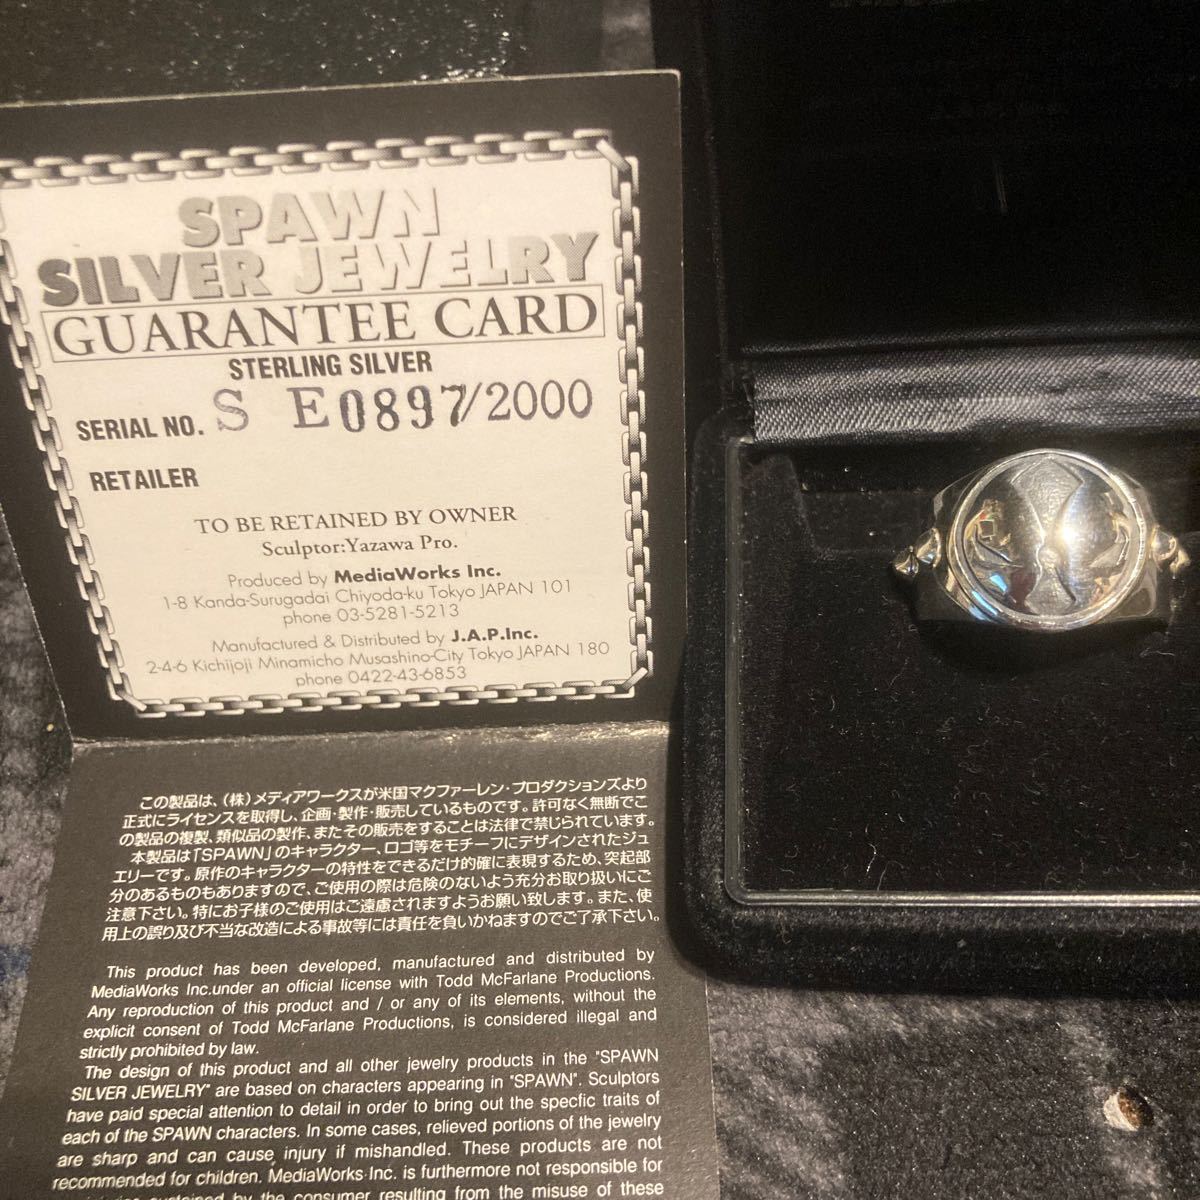 SPAWN
SILVER JEWELRY
GUARANTEE CARD
STERLING SILVER
SERIAL NO. S E0897/2000
RETAILER
TO BE RETAINED BY OWNER
Sculptor:Yazawa Pro.
Produced by MediaWorks Inc.
1-8 Kanda-Surugadai Chiyoda-ku Tokyo JAPAN 101
phone 03-5281-5213
Manufactured & Distributed by J.A.P.Inc.
2-4-6 Kichijoji Minamicho Musashino-City Tokyo JAPAN 180
phone 0422-43-6853
この製品は、(株)メディアワークスが米国マクファーレン・プロダクションズより
正式にライセンスを取得し、企画・製作・販売しているものです。許可なく無断でこ
の製品の複製、類似品の製作、またその販売をすることは法律で禁じられています。
本製品は「SPAWN」のキャラクター、ロゴ等をモチーフにデザインされたジュ
エリーです。原作のキャラクターの特性をできるだけ的確に表現するため、突起部
分のあるものもありますので、ご使用の際は危険のないよう充分お取り扱いにご
注意下さい。特にお子様のご使用はご遠慮されますようお願い致します。また、使
用上の誤り及び不当な改造による事故等には責任を負いかねますのでご了承下さい。
This product has been developed, manufactured and distributed by
MediaWorks Inc.under an official license with Todd McFarlane Productions.
Any reproduction of this product and / or any of its elements, without the
explicit consent of Todd McFarlane Productions, is considered illegal and
strictly prohibited by law.
The design of this product and all other jewelry products in the "SPAWN
SILVER JEWELRY" are based on characters appearing in "SPAWN". Sculptors
have paid special attention to detail in order to bring out the specfic traits of
each of the SPAWN characters. In some cases, relieved portions of the jewelry
are sharp and can cause injury if mishandled. These products are not
recommended for children. MediaWorks Inc. is furthermore not responsible for
sustained by the consumer resulting from the misuse of these